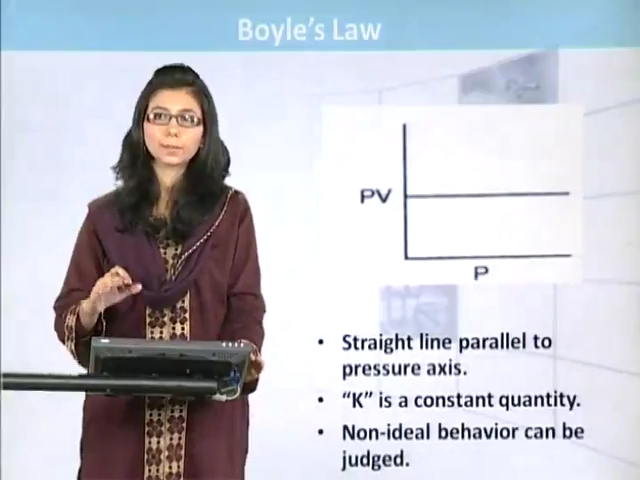 Boyle's Law
PV
P
• Straight line parallel to
pressure axis.
• “K” is a constant quantity.
• Non-ideal behavior can be
judged.